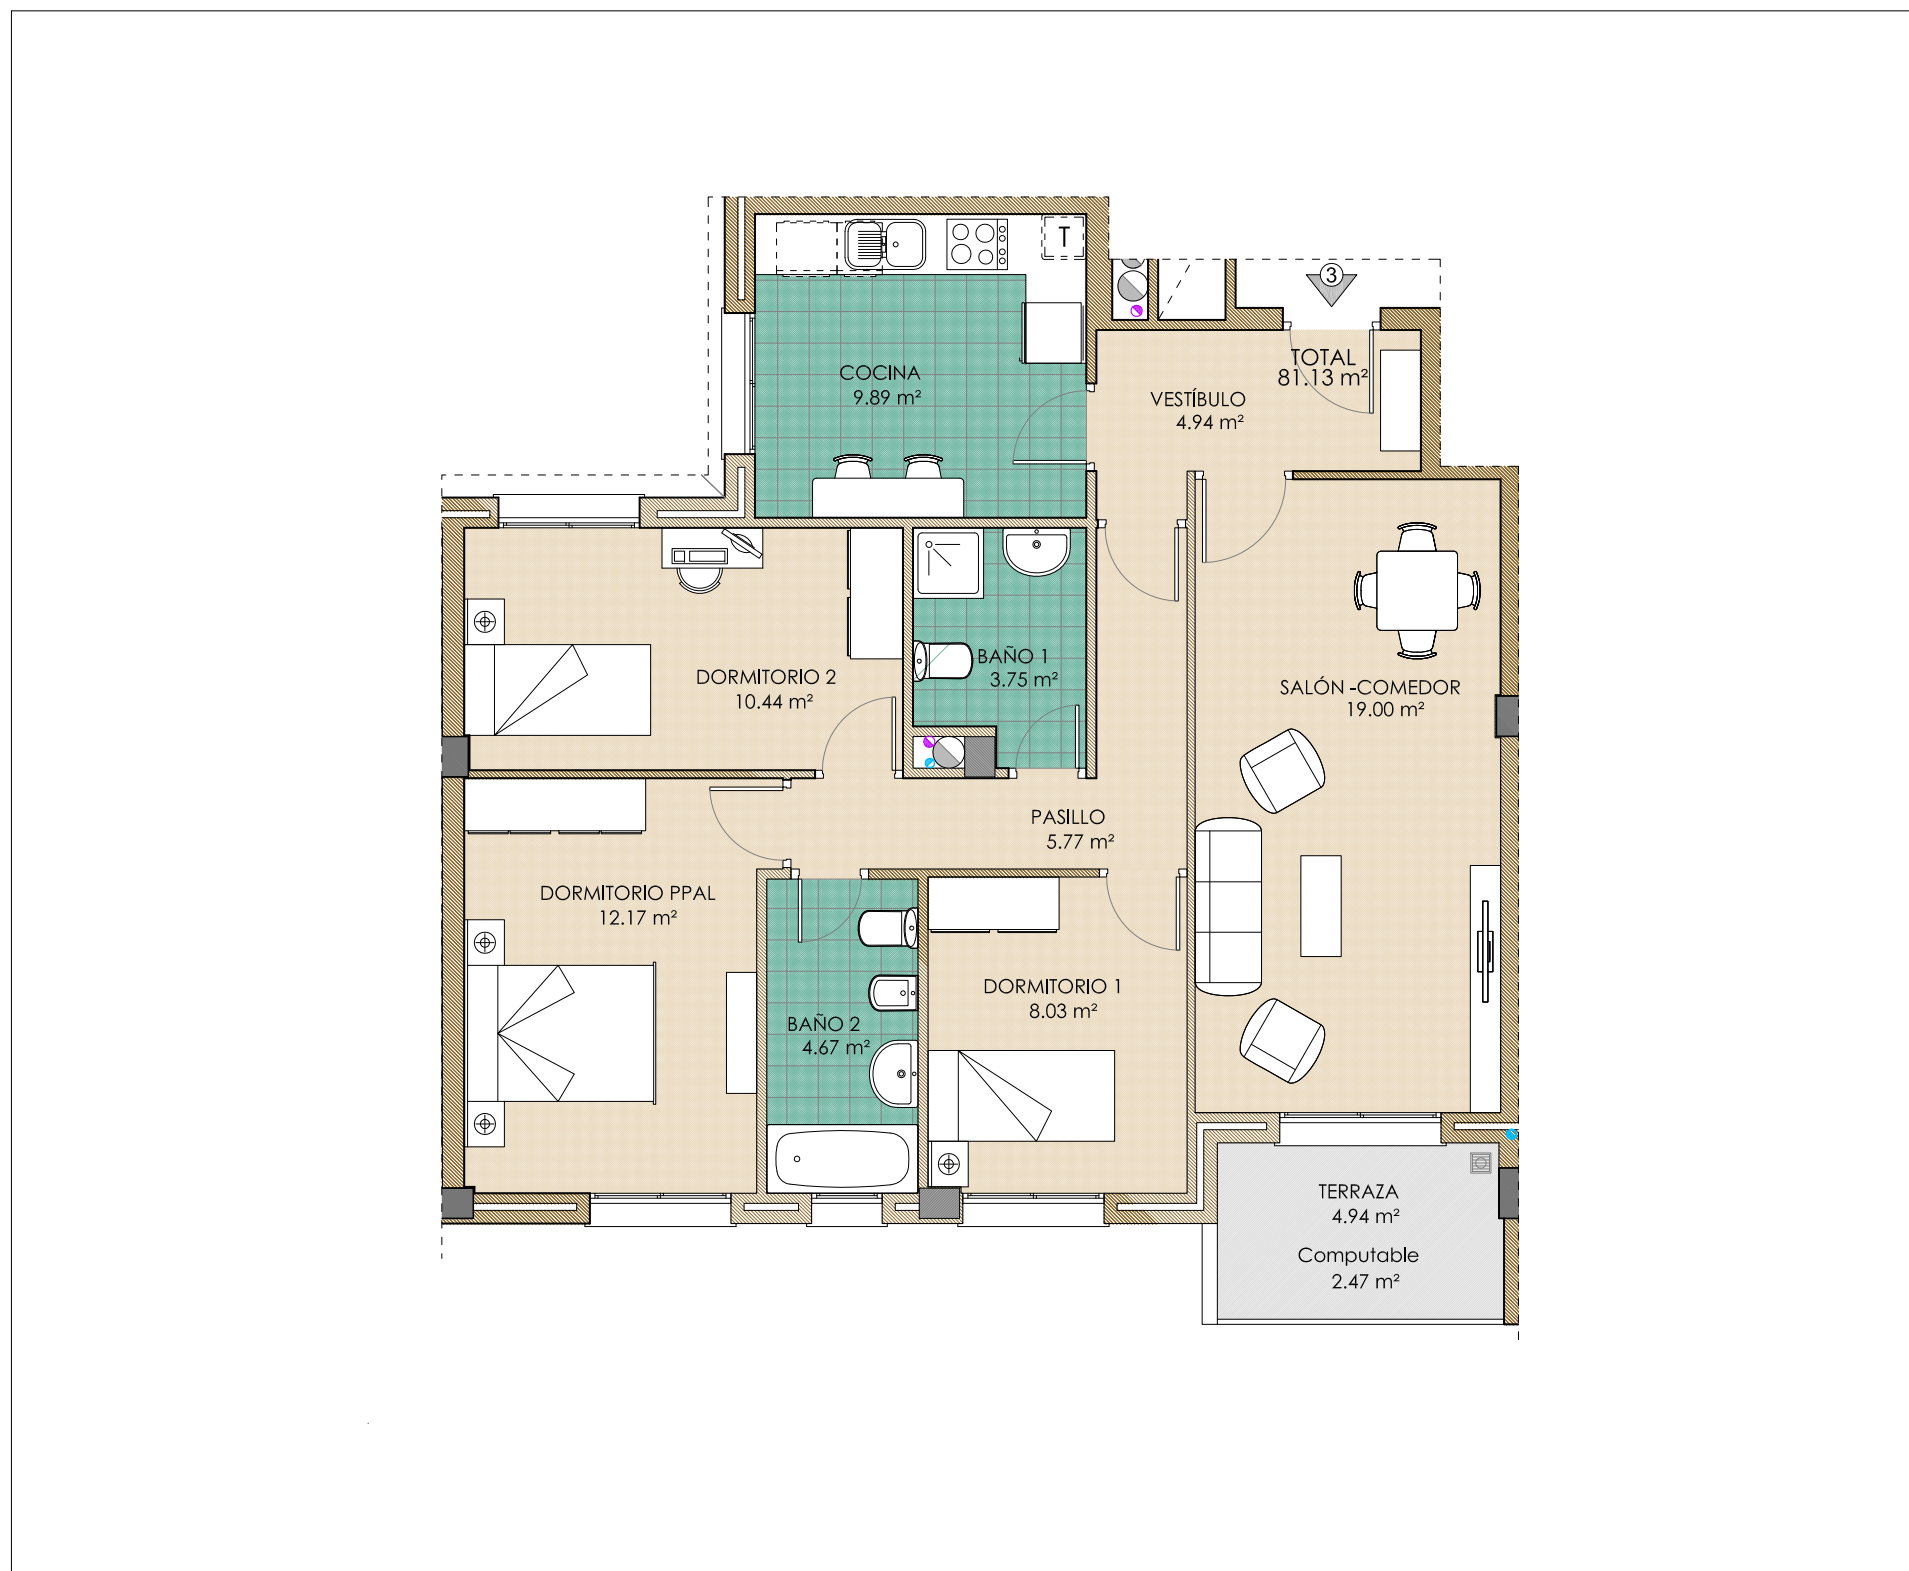 T
3
TOTAL
81.13 m²
COCINA
9.89 m²
VESTÍBULO
4.94 m²
BAÑO 1
3.75 m²
DORMITORIO 2
10.44 m²
SALÓN -COMEDOR
19.00 m²
PASILLO
5.77 m²
DORMITORIO PPAL
12.17 m²
DORMITORIO 1
8.03 m²
BAÑO 2
4.67 m²
TERRAZA
4.94 m²
Computable
2.47 m²